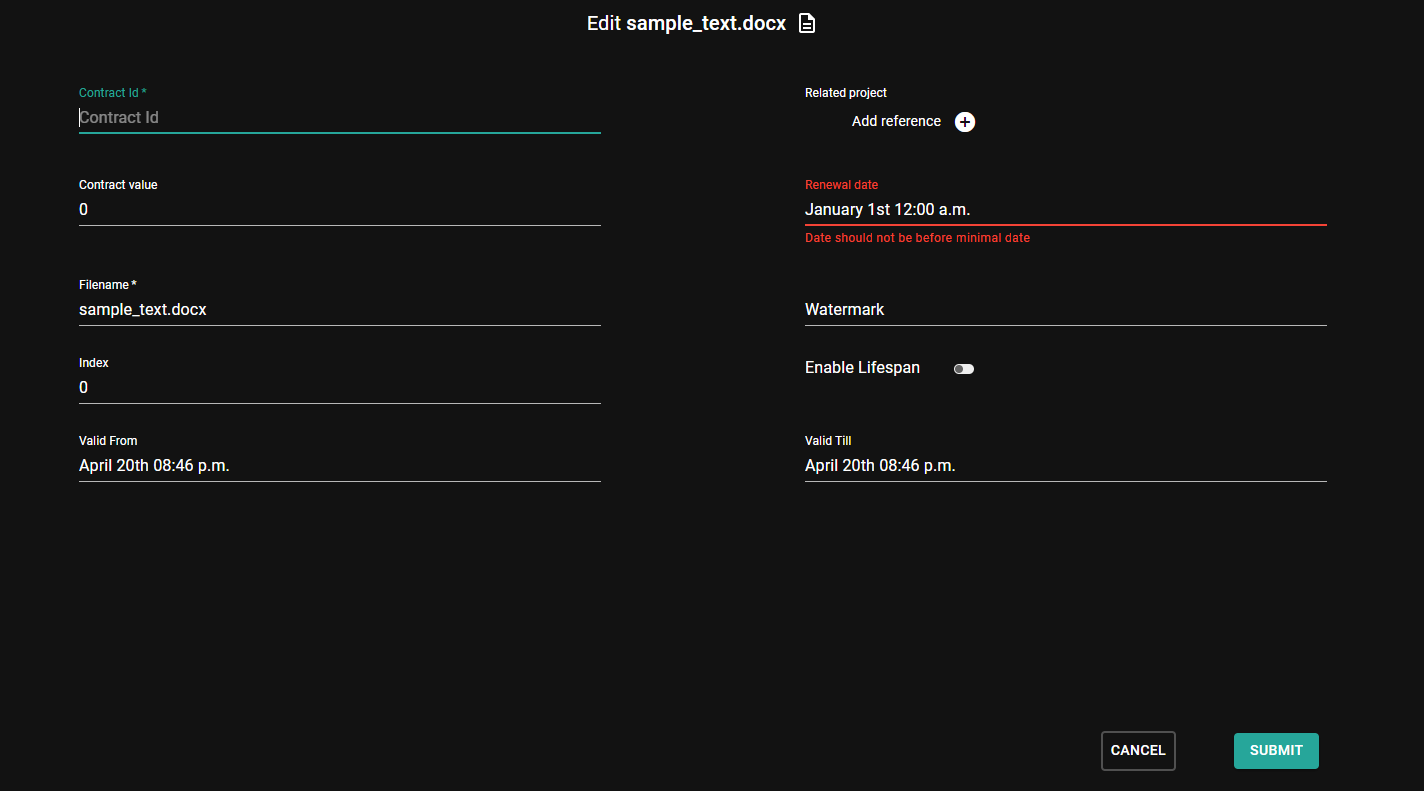 Edit sample_text.docx
Contract Id *
Contract Id
Related project
Add reference
Contract value
0
Renewal date
January 1st 12:00 a.m.
Date should not be before minimal date
Filename *
sample_text.docx
Watermark
Index
0
Enable Lifespan
Valid From
April 20th 08:46 p.m.
Valid Till
April 20th 08:46 p.m.
CANCEL
SUBMIT